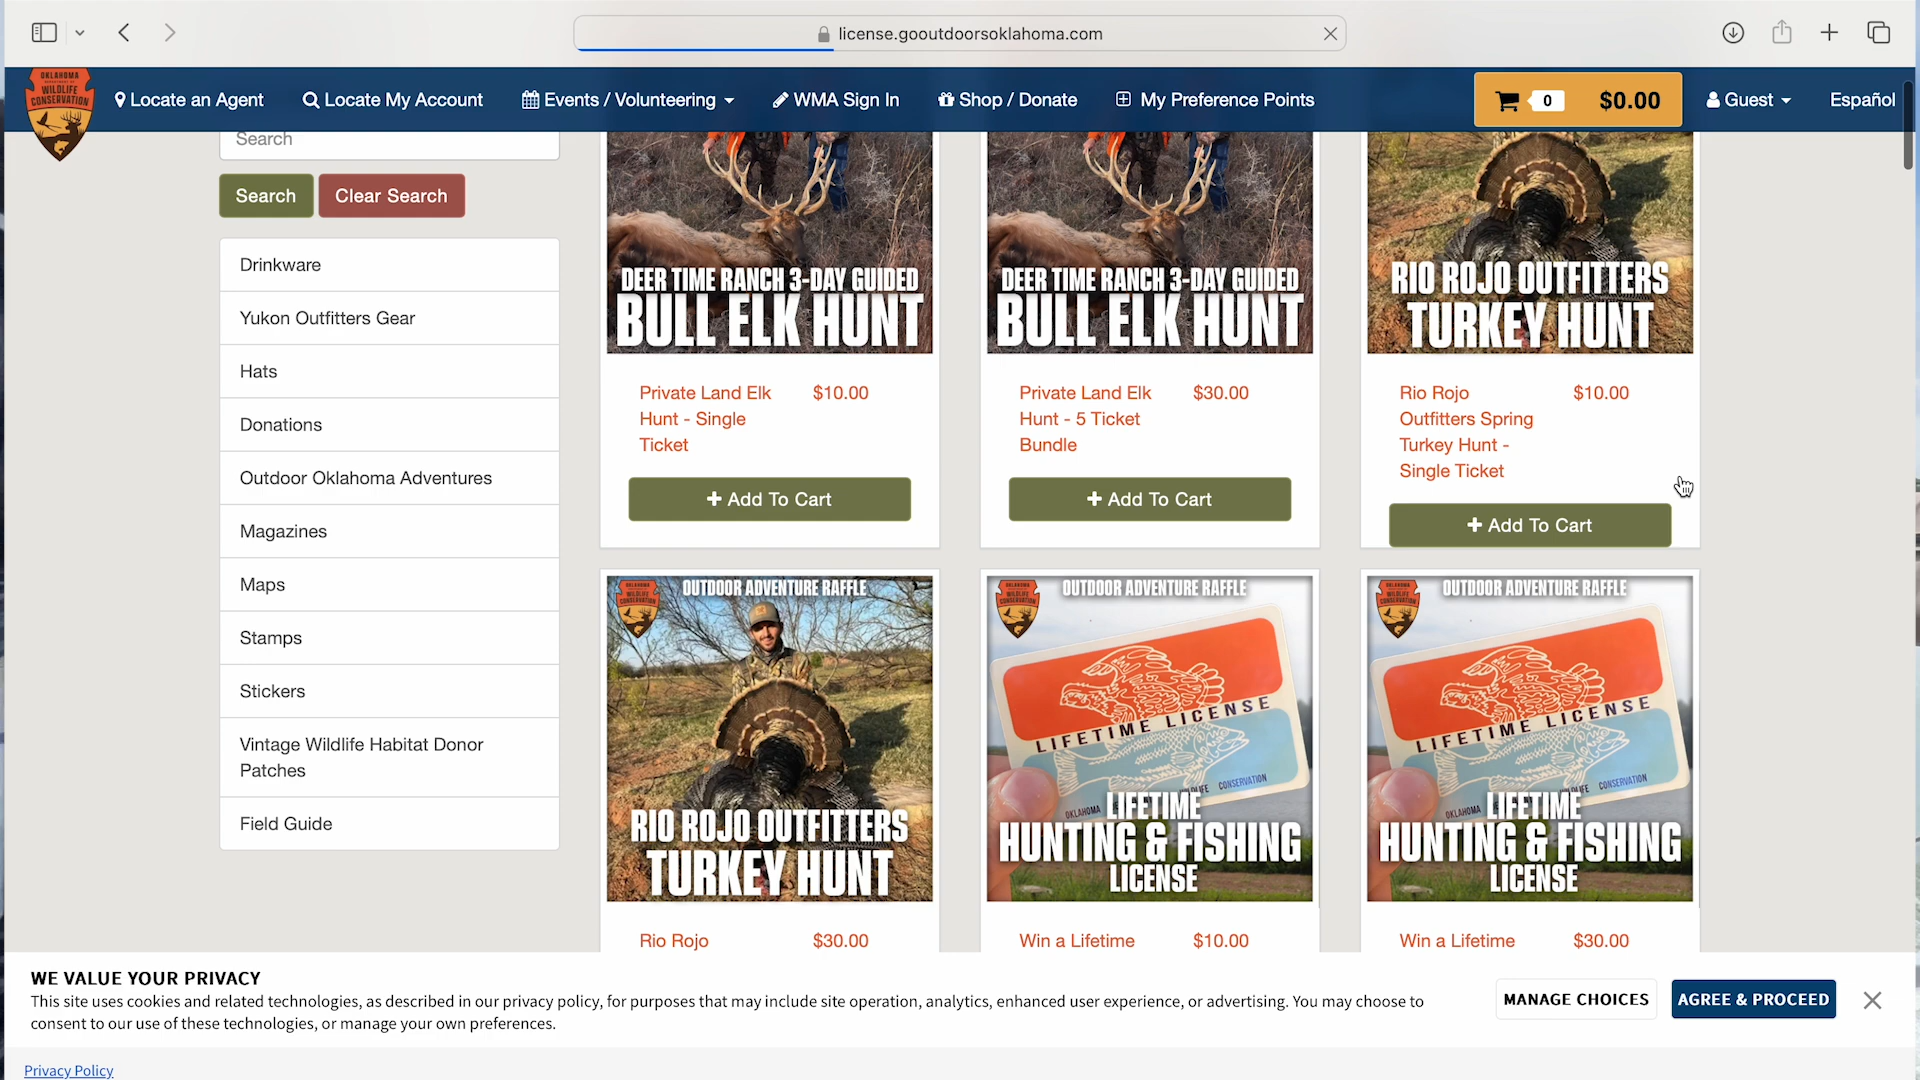 license.gooutdoorsoklahoma.com
OKLAHOMA
WILDLIFE
CONSERVATION
Locate an Agent
Locate My Account
Events / Volunteering
WMA Sign In
Shop / Donate
My Preference Points
0 $0.00
Guest
Español
Search
Search
Clear Search
Drinkware
Yukon Outfitters Gear
Hats
Donations
Outdoor Oklahoma Adventures
Magazines
Maps
Stamps
Stickers
Vintage Wildlife Habitat Donor
Patches
Field Guide
DEER TIME RANCH 3-DAY GUIDED
BULL ELK HUNT
Private Land Elk $10.00
Hunt - Single
Ticket
Add To Cart
DEER TIME RANCH 3-DAY GUIDED
BULL ELK HUNT
Private Land Elk $30.00
Hunt - 5 Ticket
Bundle
Add To Cart
RIO ROJO OUTFITTERS
TURKEY HUNT
Rio Rojo $10.00
Outfitters Spring
Turkey Hunt -
Single Ticket
Add To Cart
OUTDOOR ADVENTURE RAFFLE
RIO ROJO OUTFITTERS
TURKEY HUNT
Rio Rojo $30.00
OUTDOOR ADVENTURE RAFFLE
LIFETIME LICENSE
OKLAHOMA
CONSERVATION
LIFETIME
HUNTING & FISHING
LICENSE
Win a Lifetime $10.00
OUTDOOR ADVENTURE RAFFLE
LIFETIME LICENSE
OKLAHOMA
CONSERVATION
LIFETIME
HUNTING & FISHING
LICENSE
Win a Lifetime $30.00
WE VALUE YOUR PRIVACY
This site uses cookies and related technologies, as described in our privacy policy, for purposes that may include site operation, analytics, enhanced user experience, or advertising. You may choose to
consent to our use of these technologies, or manage your own preferences.
MANAGE CHOICES
AGREE & PROCEED
Privacy Policy